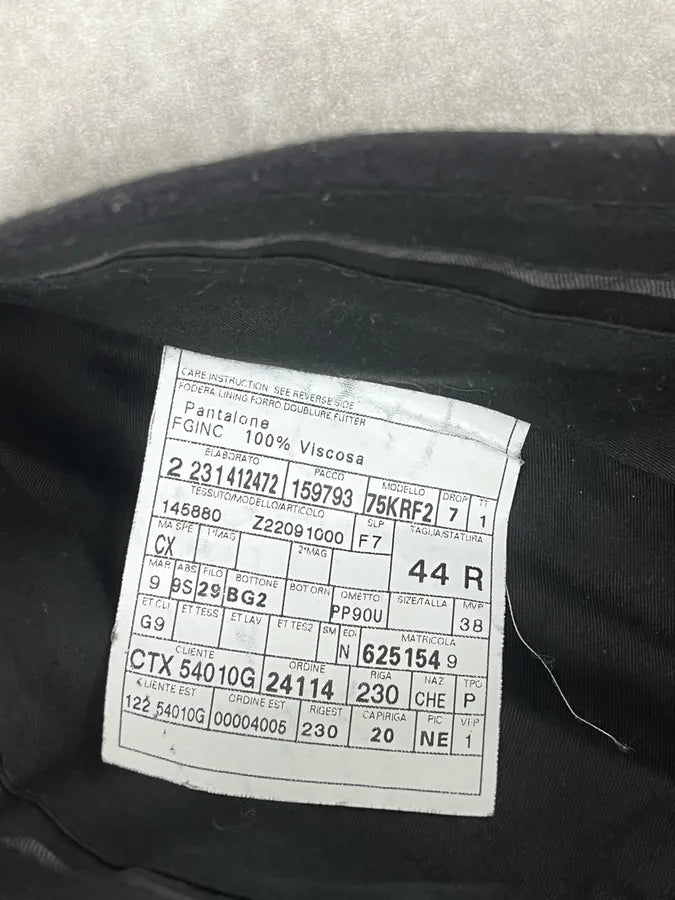 CARE INSTRUCTION SEE REVERSE SIDE
FODERA LINING FORRO DOUBLURE FUTTER
Pantalone
FGINC 100% Viscosa
ELABORATO PACCO MODELLO DROP TT
2 231412472 159793 75KRF2 7 1
TESSUTO/MODELLO/ARTICOLO SLP TAGLIA/STATURA
145880 Z22091000 F7 44 R
MA SPE 1°MAG 2°MAG
CX
MAR ABS FILO BOTTONE BOT ORN OMETTO SIZE/TALLA MVP
9 9S 29 BG2 PP90U 38
ET CLI ET TESS ET LAV ET TES2 SM EDI MATRICOLA
G9 N 625154 9
CLIENTE ORDINE RIGA NAZ TPO
CTX 54010G 24114 230 CHE P
CLIENTE EST ORDINE EST RIGEST CAPIRIGA PIC VFP
122 54010G 00004005 230 20 NE 1